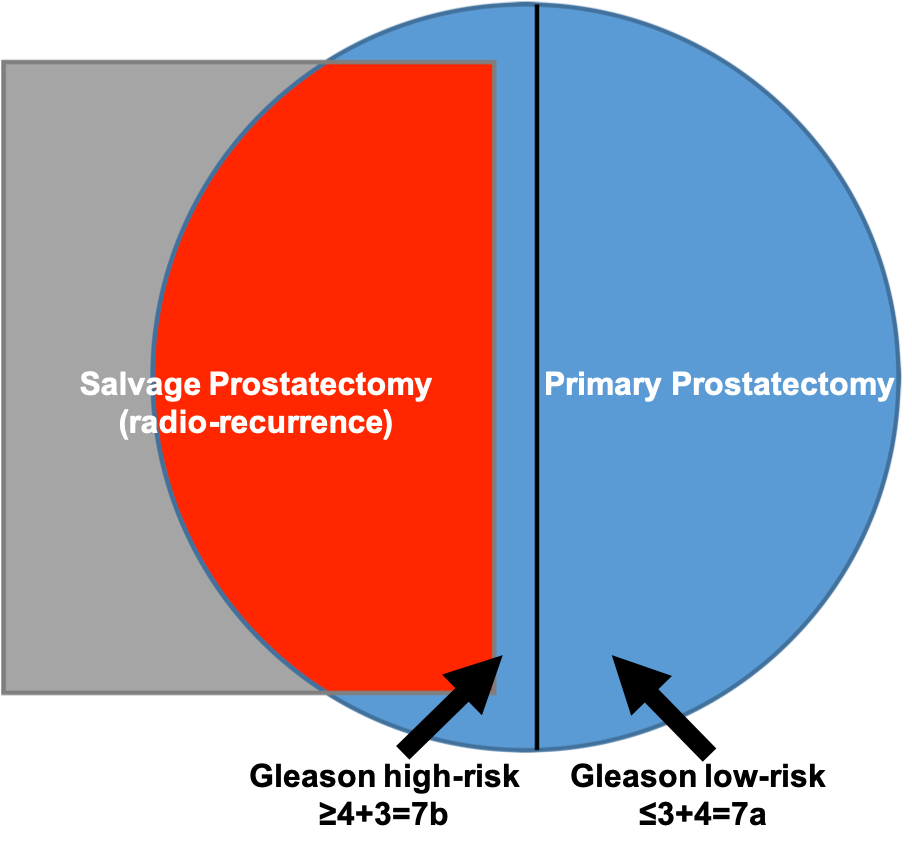 Salvage Prostatectomy
(radio-recurrence)
Primary Prostatectomy
Gleason high-risk
≥4+3=7b
Gleason low-risk
≤3+4=7a